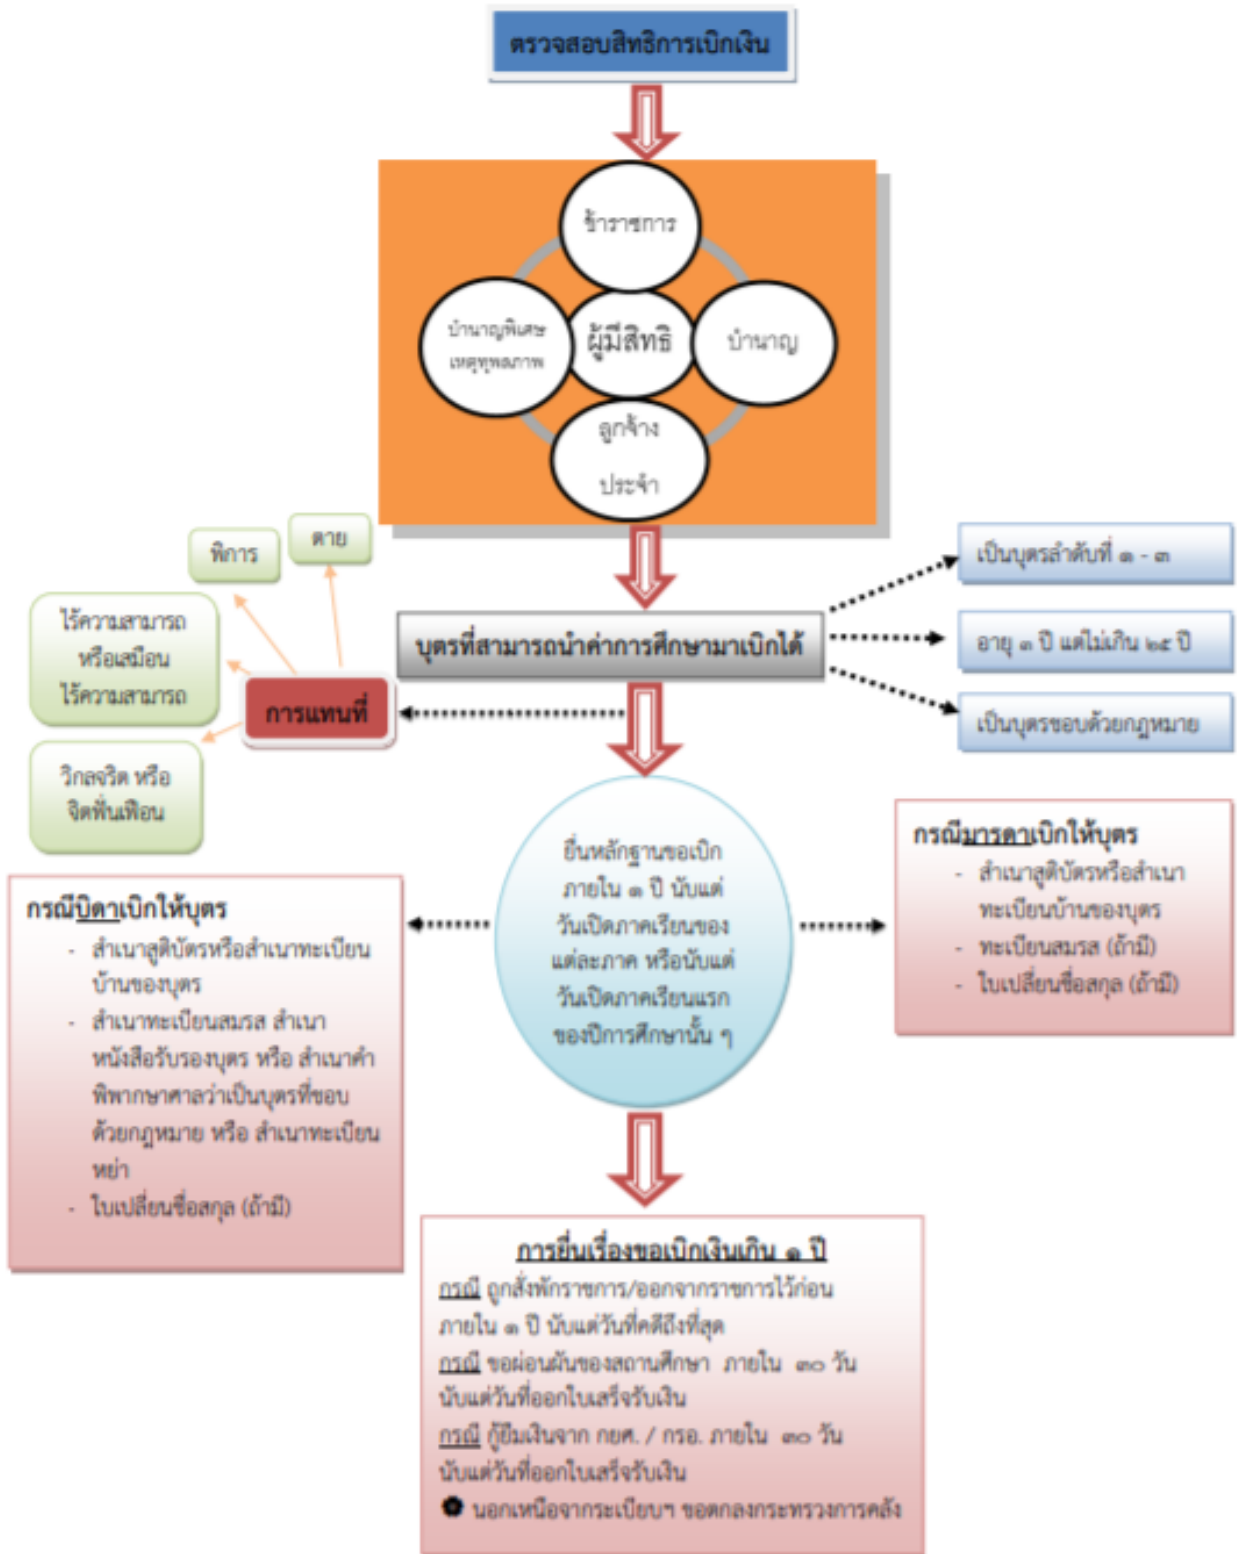 ตรวจสอบสิทธิการเบิกเงิน
ข้าราชการ
บำนาญพิเศษ
เหตุทุพลภาพ
ผู้มีสิทธิ
บำนาญ
ลูกจ้าง
ประจำ
พิการ
ตาย
ไร้ความสามารถ
หรือเสมือน
ไร้ความสามารถ
การแทนที่
วิกลจริต หรือ
จิตฟั่นเฟือน
บุตรที่สามารถนำค่าการศึกษามาเบิกได้
เป็นบุตรลำดับที่ ๑ - ๓
อายุ ๓ ปี แต่ไม่เกิน ๒๕ ปี
เป็นบุตรชอบด้วยกฎหมาย
ยื่นหลักฐานขอเบิก
ภายใน ๑ ปี นับแต่
วันเปิดภาคเรียนของ
แต่ละภาค หรือนับแต่
วันเปิดภาคเรียนแรก
ของปีการศึกษานั้น ๆ
กรณีมารดาเบิกให้บุตร
- สำเนาสูติบัตรหรือสำเนา
ทะเบียนบ้านของบุตร
- ทะเบียนสมรส (ถ้ามี)
- ใบเปลี่ยนชื่อสกุล (ถ้ามี)
กรณีบิดาเบิกให้บุตร
- สำเนาสูติบัตรหรือสำเนาทะเบียน
บ้านของบุตร
- สำเนาทะเบียนสมรส สำเนา
หนังสือรับรองบุตร หรือ สำเนาคำ
พิพากษาศาลว่าเป็นบุตรที่ชอบ
ด้วยกฎหมาย หรือ สำเนาทะเบียน
หย่า
- ใบเปลี่ยนชื่อสกุล (ถ้ามี)
การยื่นเรื่องขอเบิกเงินเกิน ๑ ปี
กรณี ถูกสั่งพักราชการ/ออกจากราชการไว้ก่อน
ภายใน ๑ ปี นับแต่วันที่คดีถึงที่สุด
กรณี ขอผ่อนผันของสถานศึกษา ภายใน ๓๐ วัน
นับแต่วันที่ออกใบเสร็จรับเงิน
กรณี กู้ยืมเงินจาก กยศ. / กรอ. ภายใน ๓๐ วัน
นับแต่วันที่ออกใบเสร็จรับเงิน
นอกเหนือจากระเบียบฯ ขอตกลงกระทรวงการคลัง